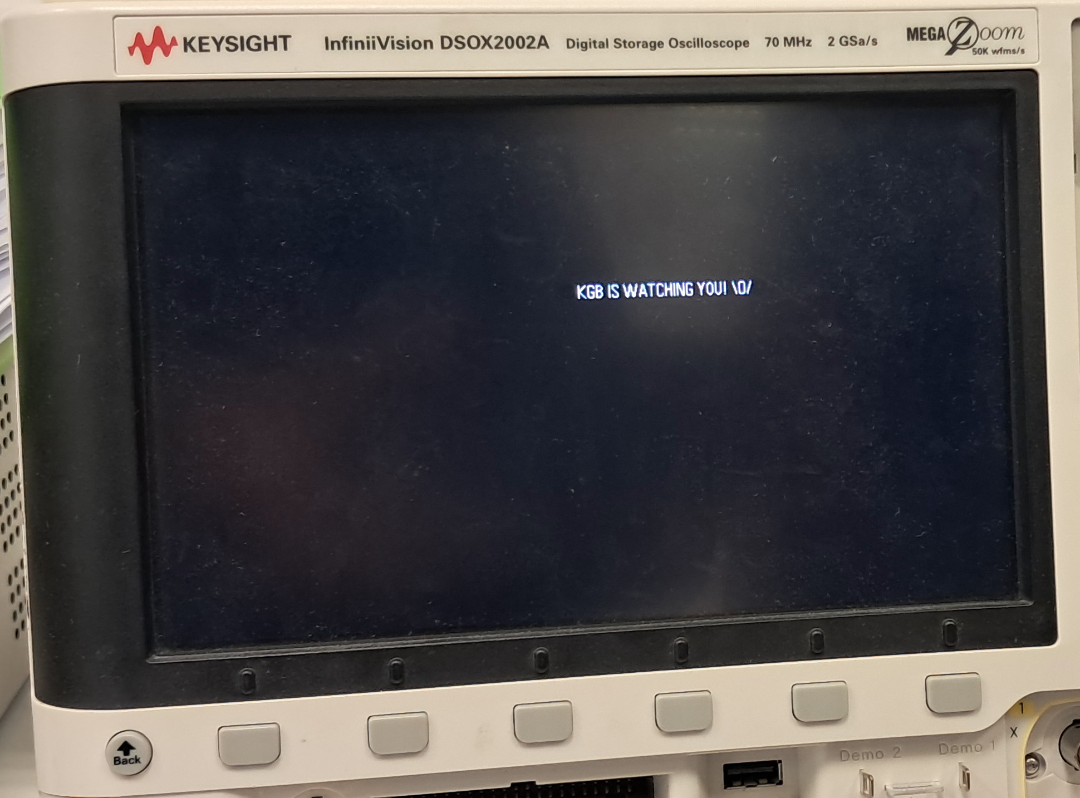 KEYSIGHT InfiniiVision DSOX2002A Digital Storage Oscilloscope 70 MHz 2 GSa/s MEGA Zoom
50K wfms/s
KGB IS WATCHING YOU! \O/
Back
Demo 2 Demo 1
1
X